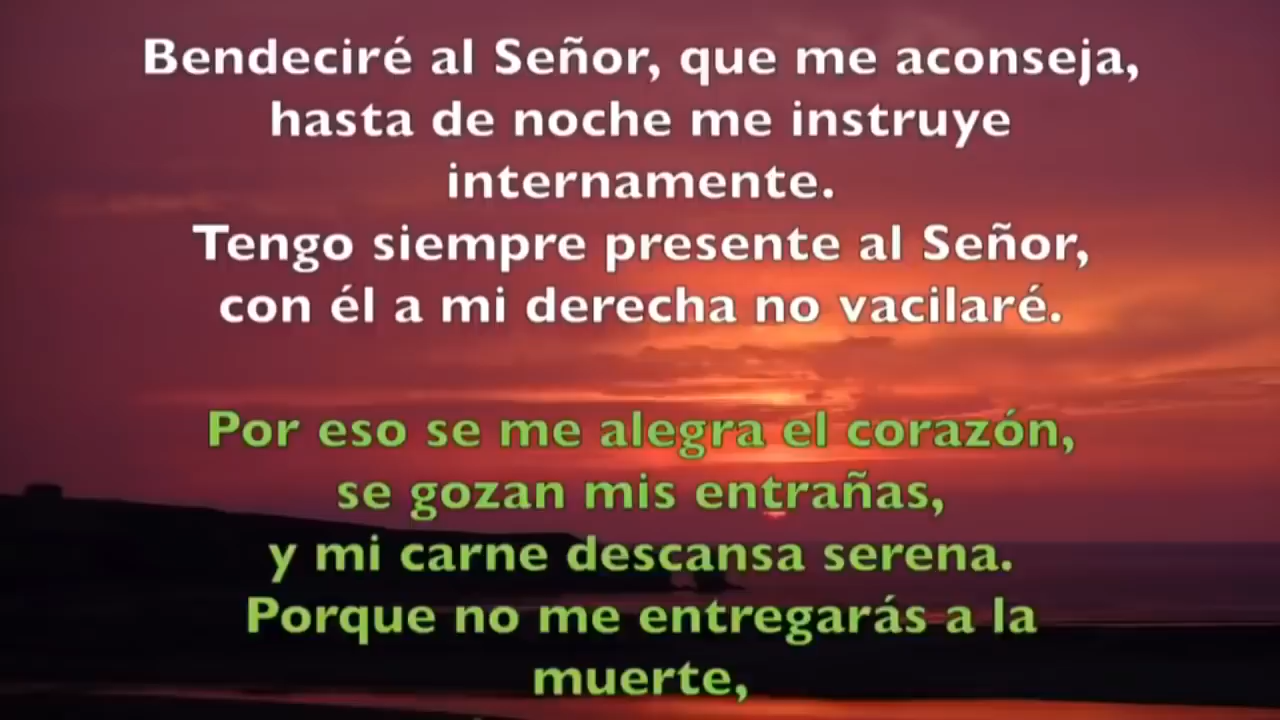 Bendeciré al Señor, que me aconseja,
hasta de noche me instruye
internamente.
Tengo siempre presente al Señor,
con él a mi derecha no vacilaré.
Por eso se me alegra el corazón,
se gozan mis entrañas,
y mi carne descansa serena.
Porque no me entregarás a la
muerte,